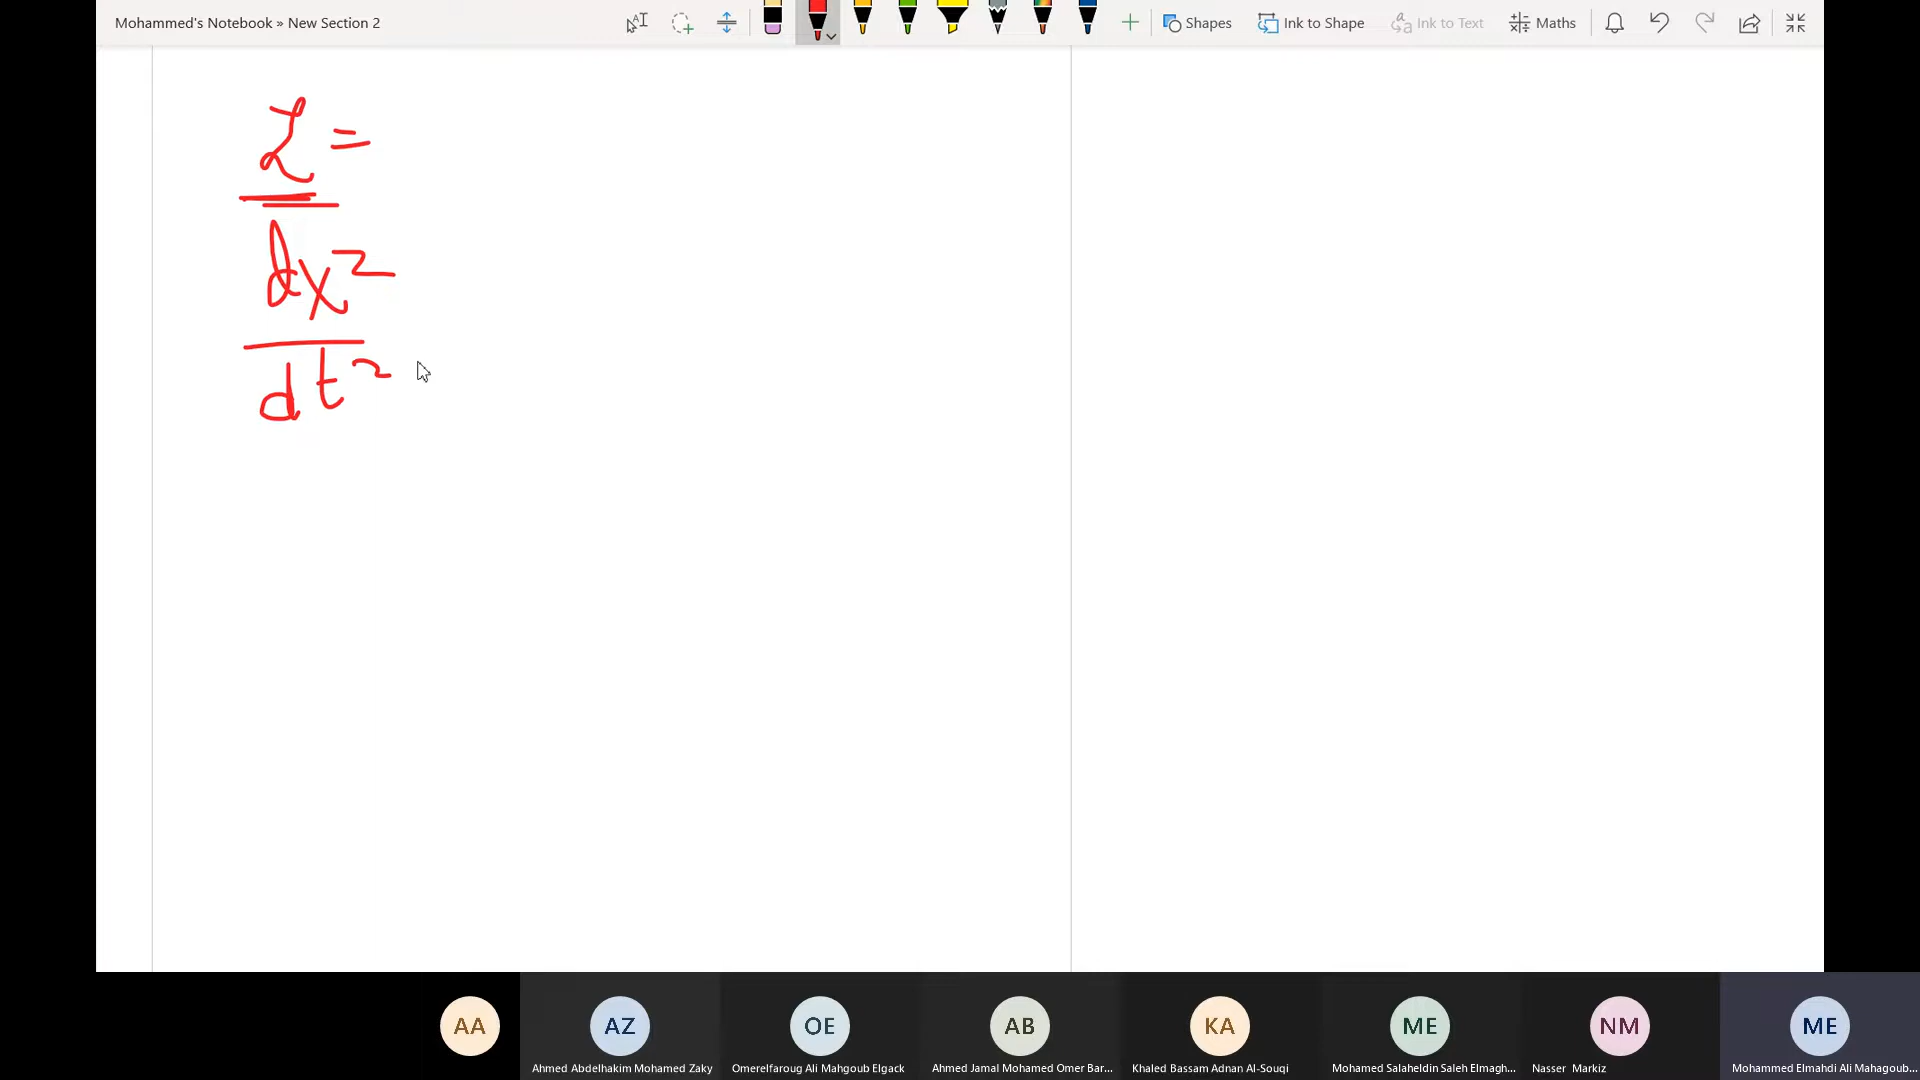 Mohammed's Notebook » New Section 2
Shapes Ink to Shape Ink to Text Maths
ℒ =
dx²
dt²
AA AZ OE AB KA ME NM ME
Ahmed Abdelhakim Mohamed Zaky Omerelfaroug Ali Mahgoub Elgack Ahmed Jamal Mohamed Omer Bar... Khaled Bassam Adnan Al-Souqi Mohamed Salaheldin Saleh Elmagh... Nasser Markiz Mohammed Elmahdi Ali Mahagoub...